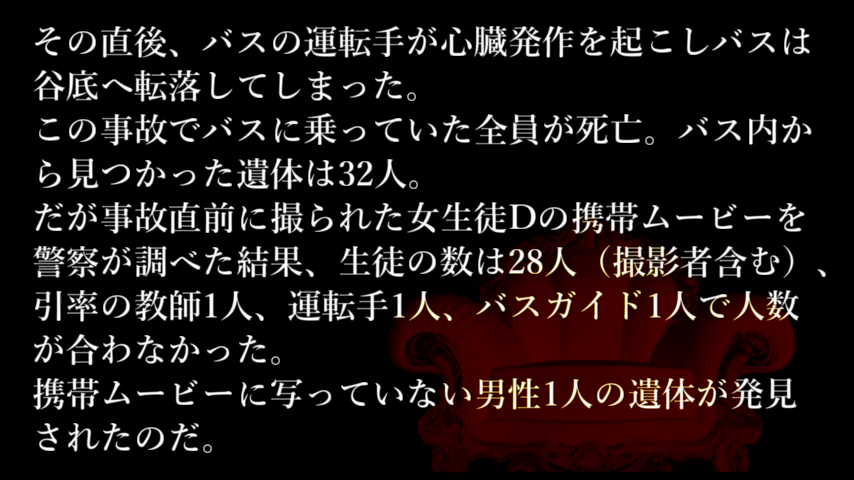 その直後、バスの運転手が心臓発作を起こしバスは
谷底へ転落してしまった。
この事故でバスに乗っていた全員が死亡。バス内か
ら見つかった遺体は32人。
だが事故直前に撮られた女生徒Dの携帯ムービーを
警察が調べた結果、生徒の数は28人（撮影者含む）、
引率の教師1人、運転手1人、バスガイド1人で人数
が合わなかった。
携帯ムービーに写っていない男性1人の遺体が発見
されたのだ。